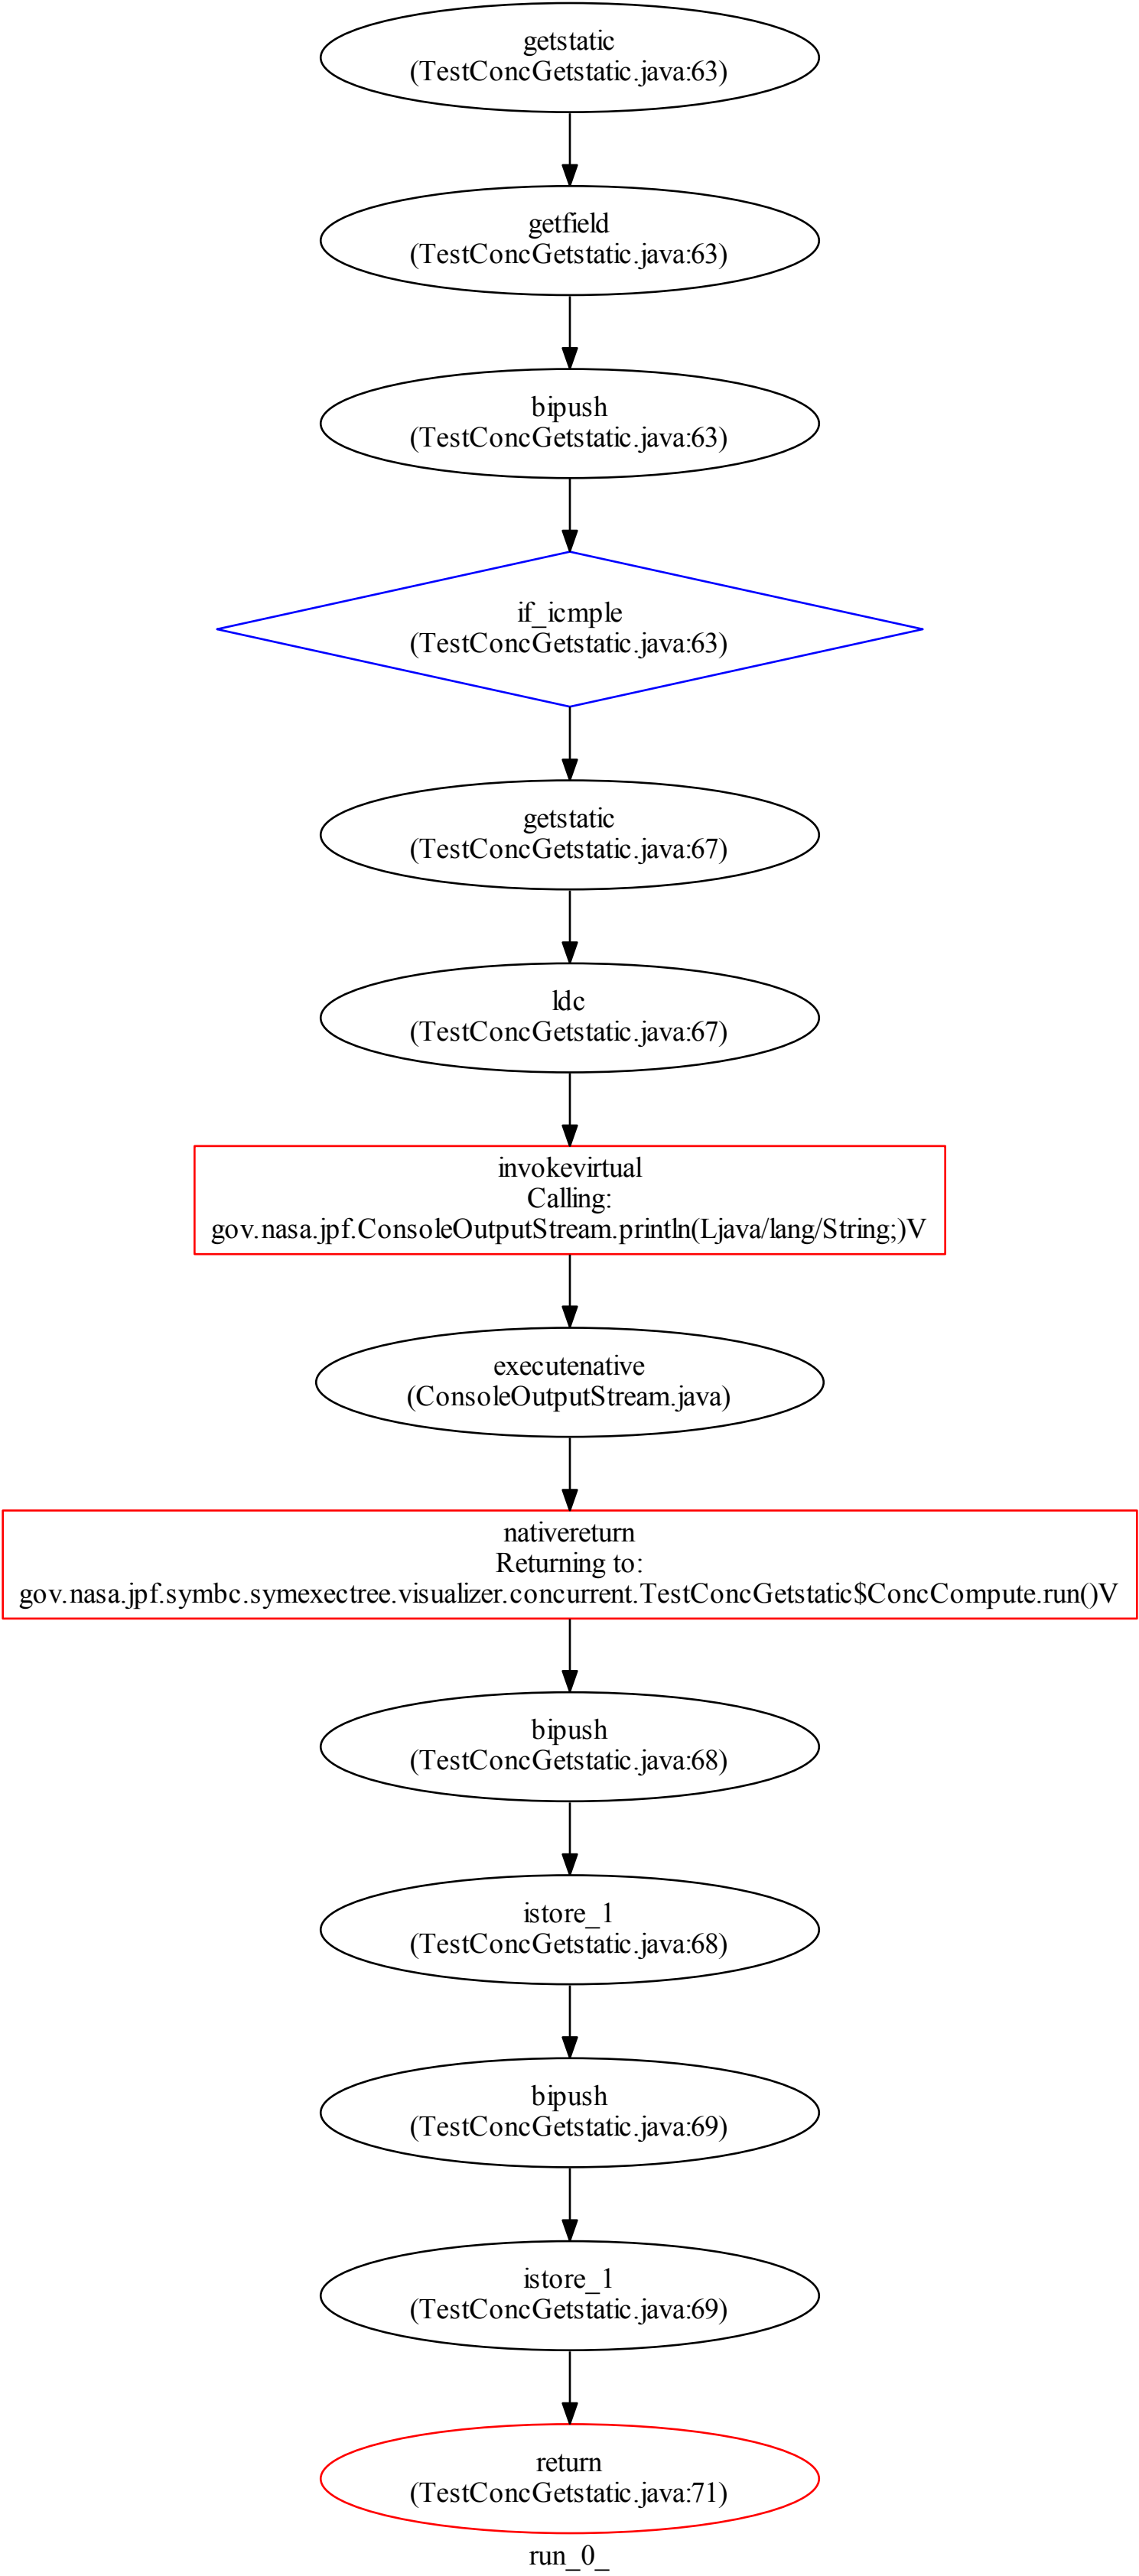 getstatic
(TestConcGetstatic.java:63)
getfield
(TestConcGetstatic.java:63)
bipush
(TestConcGetstatic.java:63)
if_icmple
(TestConcGetstatic.java:63)
getstatic
(TestConcGetstatic.java:67)
ldc
(TestConcGetstatic.java:67)
invokevirtual
Calling:
gov.nasa.jpf.ConsoleOutputStream.println(Ljava/lang/String;)V
executenative
(ConsoleOutputStream.java)
nativereturn
Returning to:
gov.nasa.jpf.symbc.symexectree.visualizer.concurrent.TestConcGetstatic$ConcCompute.run()V
bipush
(TestConcGetstatic.java:68)
istore_1
(TestConcGetstatic.java:68)
bipush
(TestConcGetstatic.java:69)
istore_1
(TestConcGetstatic.java:69)
return
(TestConcGetstatic.java:71)
run_0_